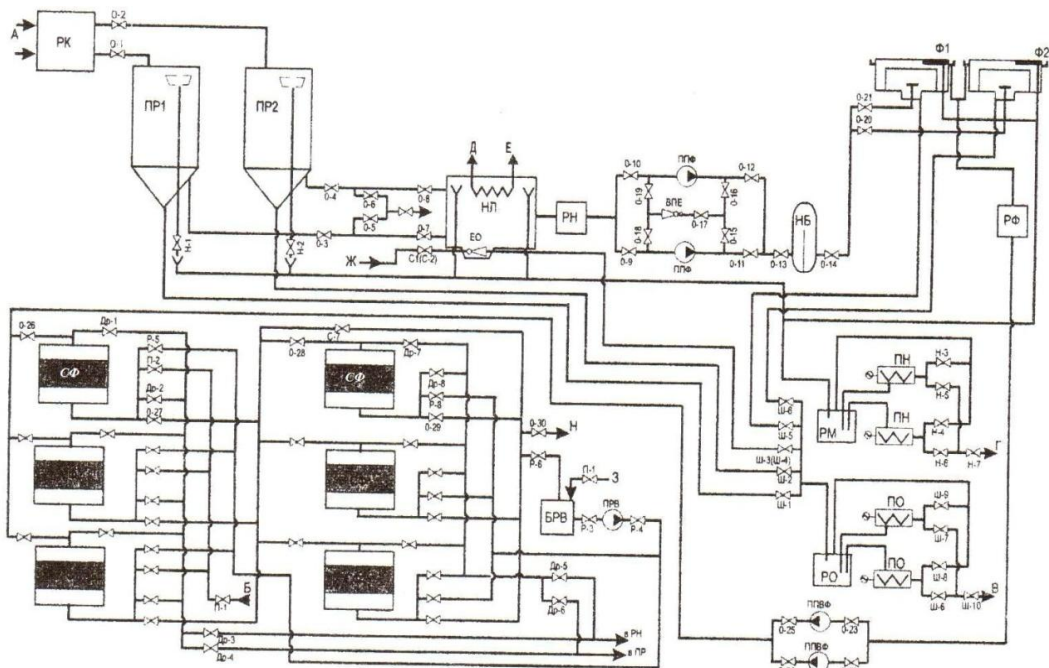 А
РК
0-2
0-1
ПР1
ПР2
Н-1
Н-2
0-4
0-6
0-8
0-5
0-3
0-7
Д
Е
НЛ
ЕО
Ж
С1(С-2)
РН
0-10
ППФ
0-12
0-19
0-16
ВПЕ
0-17
0-18
0-15
0-9
ППФ
0-11
0-13
НБ
0-14
0-21
0-20
Ф1
Ф2
РФ
0-26
Др-1
СФ
Р-5
П-2
Др-2
0-27
С-7
0-28
Др-7
СФ
Др-8
Р-8
0-29
0-30
Н
Р-6
П-1
З
БРВ
Р-3
ПРВ
Р-4
Б
П-1
Др-3
Др-4
Др-5
Др-6
в РН
в ПР
Ш-6
Ш-5
Ш-3(Ш-4)
Ш-2
Ш-1
РМ
ПН
Н-3
Н-5
ПН
Н-4
Н-6
Н-7
Г
РО
ПО
Ш-9
Ш-7
ПО
Ш-8
Ш-6
Ш-10
В
ППВФ
0-25
0-23
ППВФ